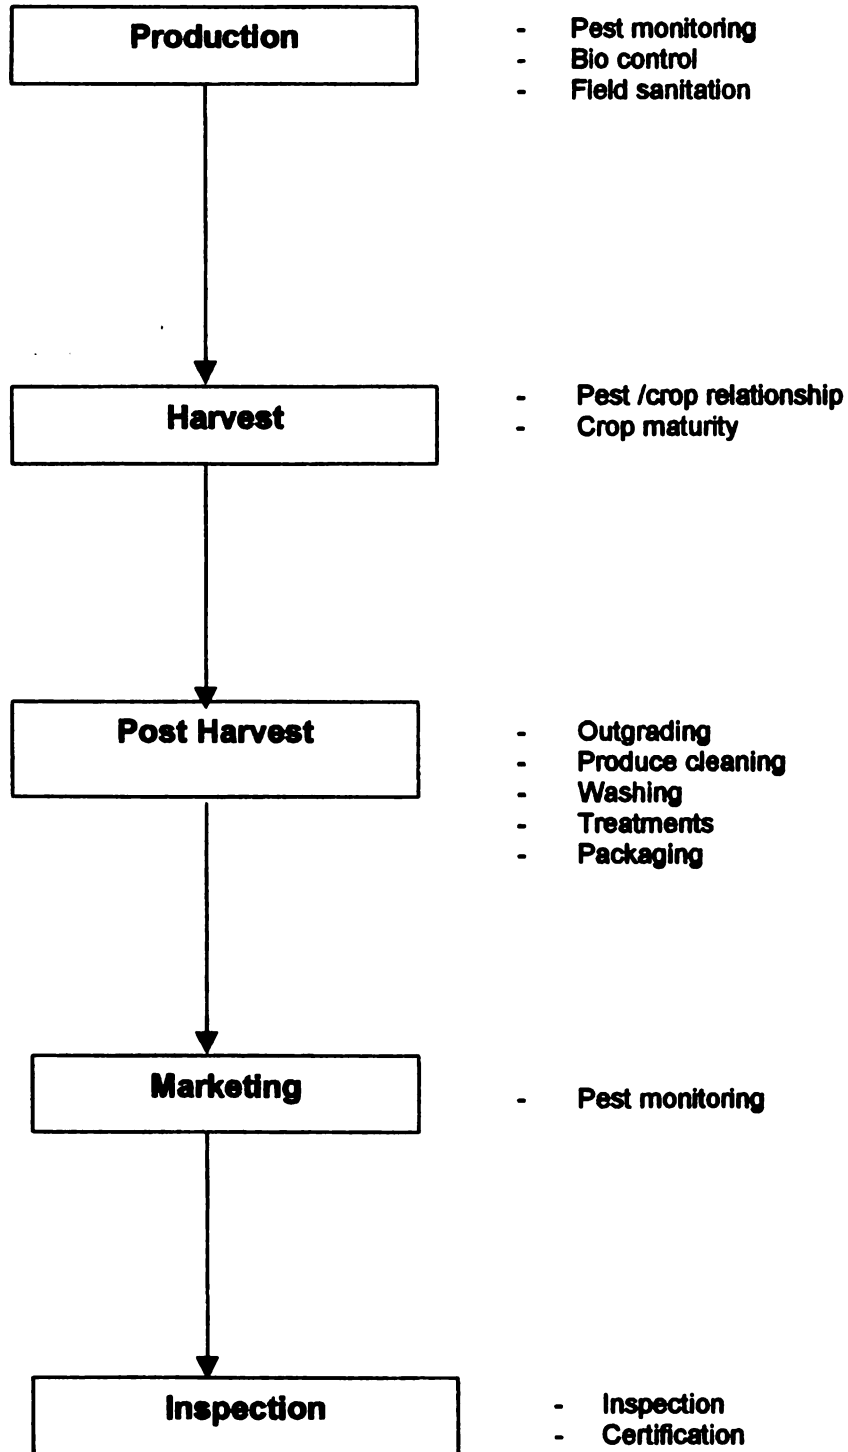 Production
- Pest monitoring
- Bio control
- Field sanitation
Harvest
- Pest /crop relationship
- Crop maturity
Post Harvest
- Outgrading
- Produce cleaning
- Washing
- Treatments
- Packaging
Marketing
- Pest monitoring
Inspection
- Inspection
- Certification